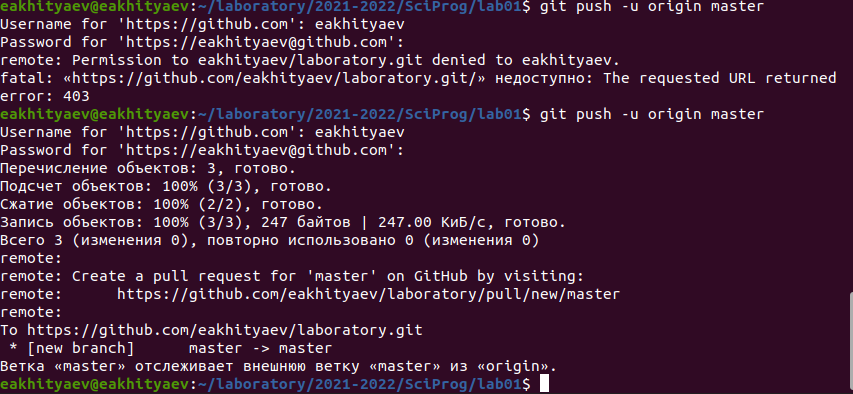 eakhityaev@eakhityaev:~/laboratory/2021-2022/SciProg/lab01$ git push -u origin master
Username for 'https://github.com': eakhityaev
Password for 'https://eakhityaev@github.com':
remote: Permission to eakhityaev/laboratory.git denied to eakhityaev.
fatal: «https://github.com/eakhityaev/laboratory.git/» недоступно: The requested URL returned
error: 403
eakhityaev@eakhityaev:~/laboratory/2021-2022/SciProg/lab01$ git push -u origin master
Username for 'https://github.com': eakhityaev
Password for 'https://eakhityaev@github.com':
Перечисление объектов: 3, готово.
Подсчет объектов: 100% (3/3), готово.
Сжатие объектов: 100% (2/2), готово.
Запись объектов: 100% (3/3), 247 байтов | 247.00 КиБ/с, готово.
Всего 3 (изменения 0), повторно использовано 0 (изменения 0)
remote:
remote: Create a pull request for 'master' on GitHub by visiting:
remote:      https://github.com/eakhityaev/laboratory/pull/new/master
remote:
To https://github.com/eakhityaev/laboratory.git
 * [new branch]      master -> master
Ветка «master» отслеживает внешнюю ветку «master» из «origin».
eakhityaev@eakhityaev:~/laboratory/2021-2022/SciProg/lab01$